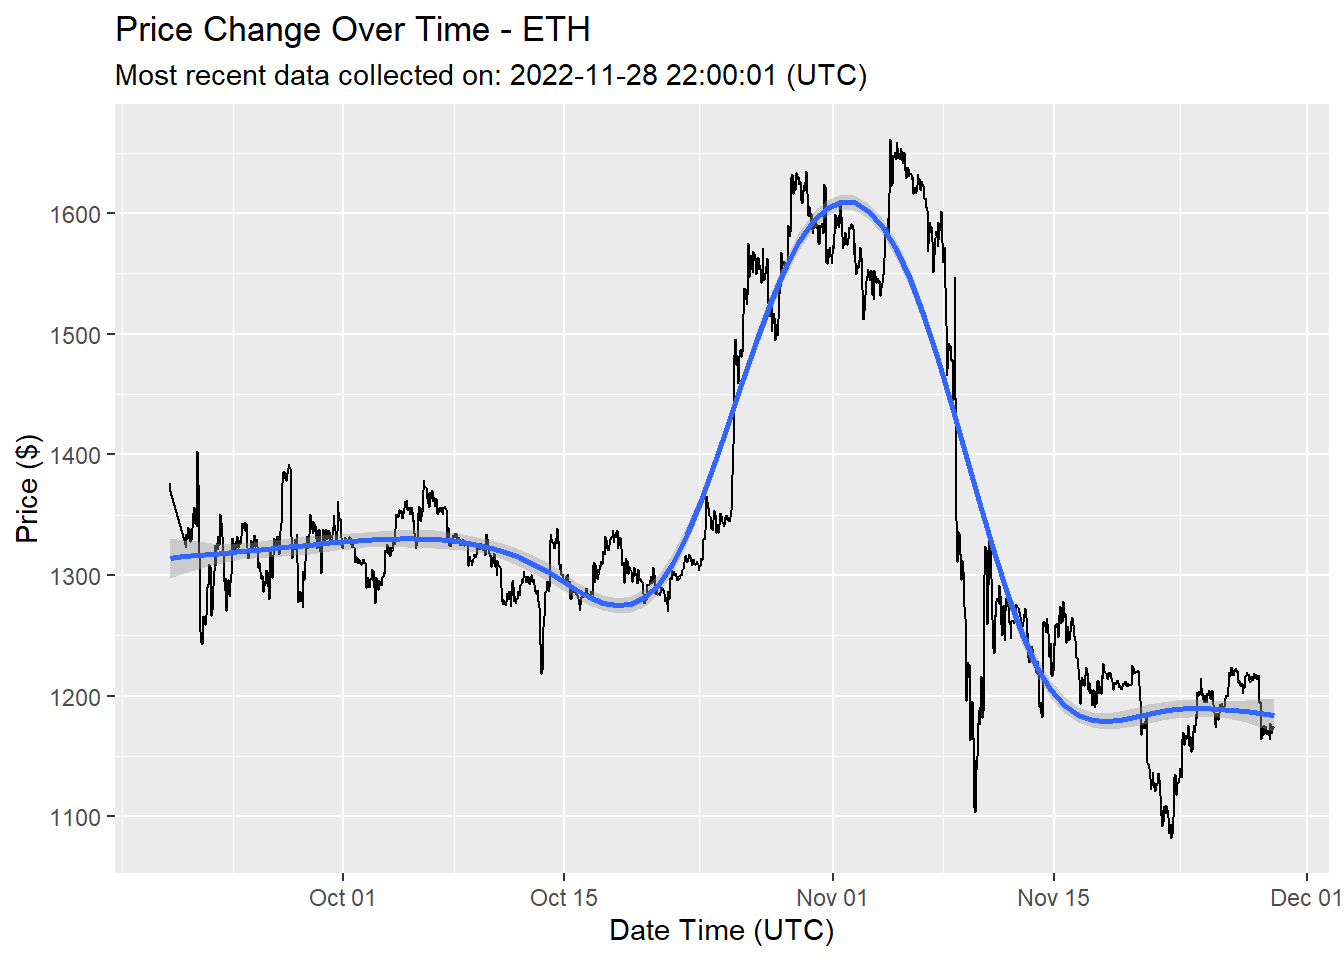 Price Change Over Time - ETH
Most recent data collected on: 2022-11-28 22:00:01 (UTC)
Price ($)
1600
1500
1400
1300
1200
1100
Oct 01
Oct 15
Nov 01
Nov 15
Dec 01
Date Time (UTC)